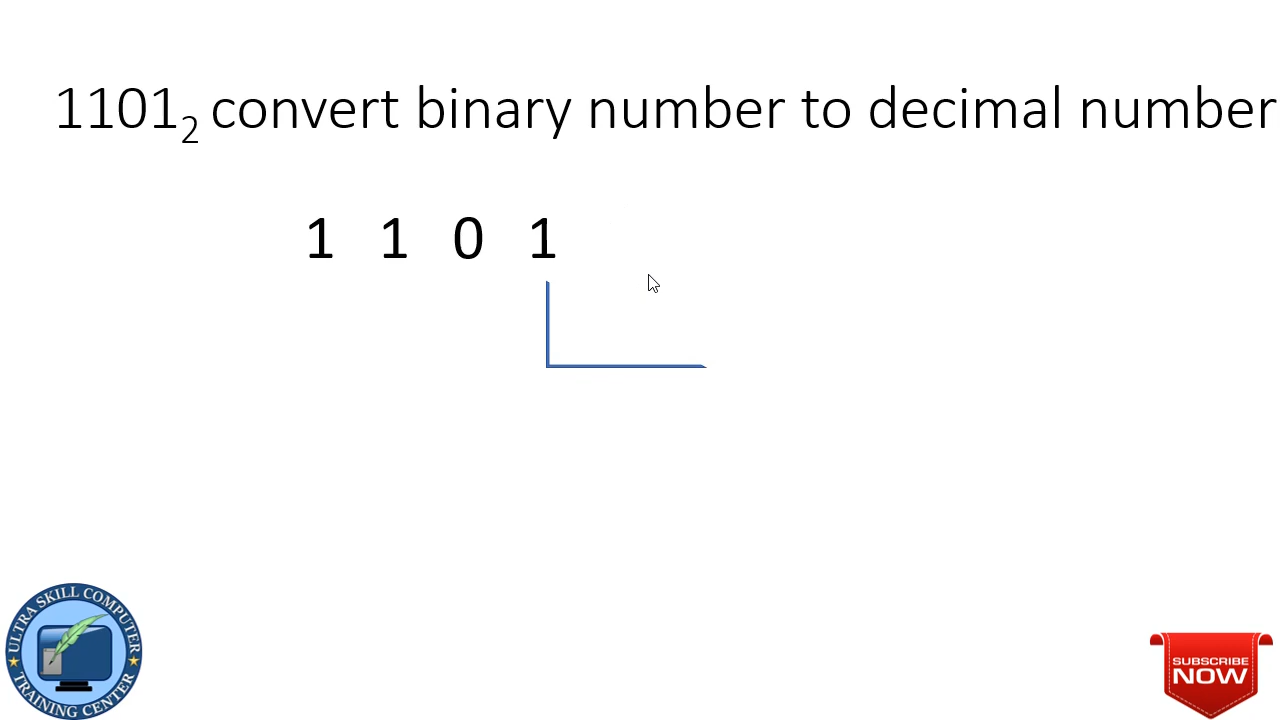 1101₂ convert binary number to decimal number
1 1 0 1
ULTRA SKILL COMPUTER
TRAINING CENTER
SUBSCRIBE
NOW